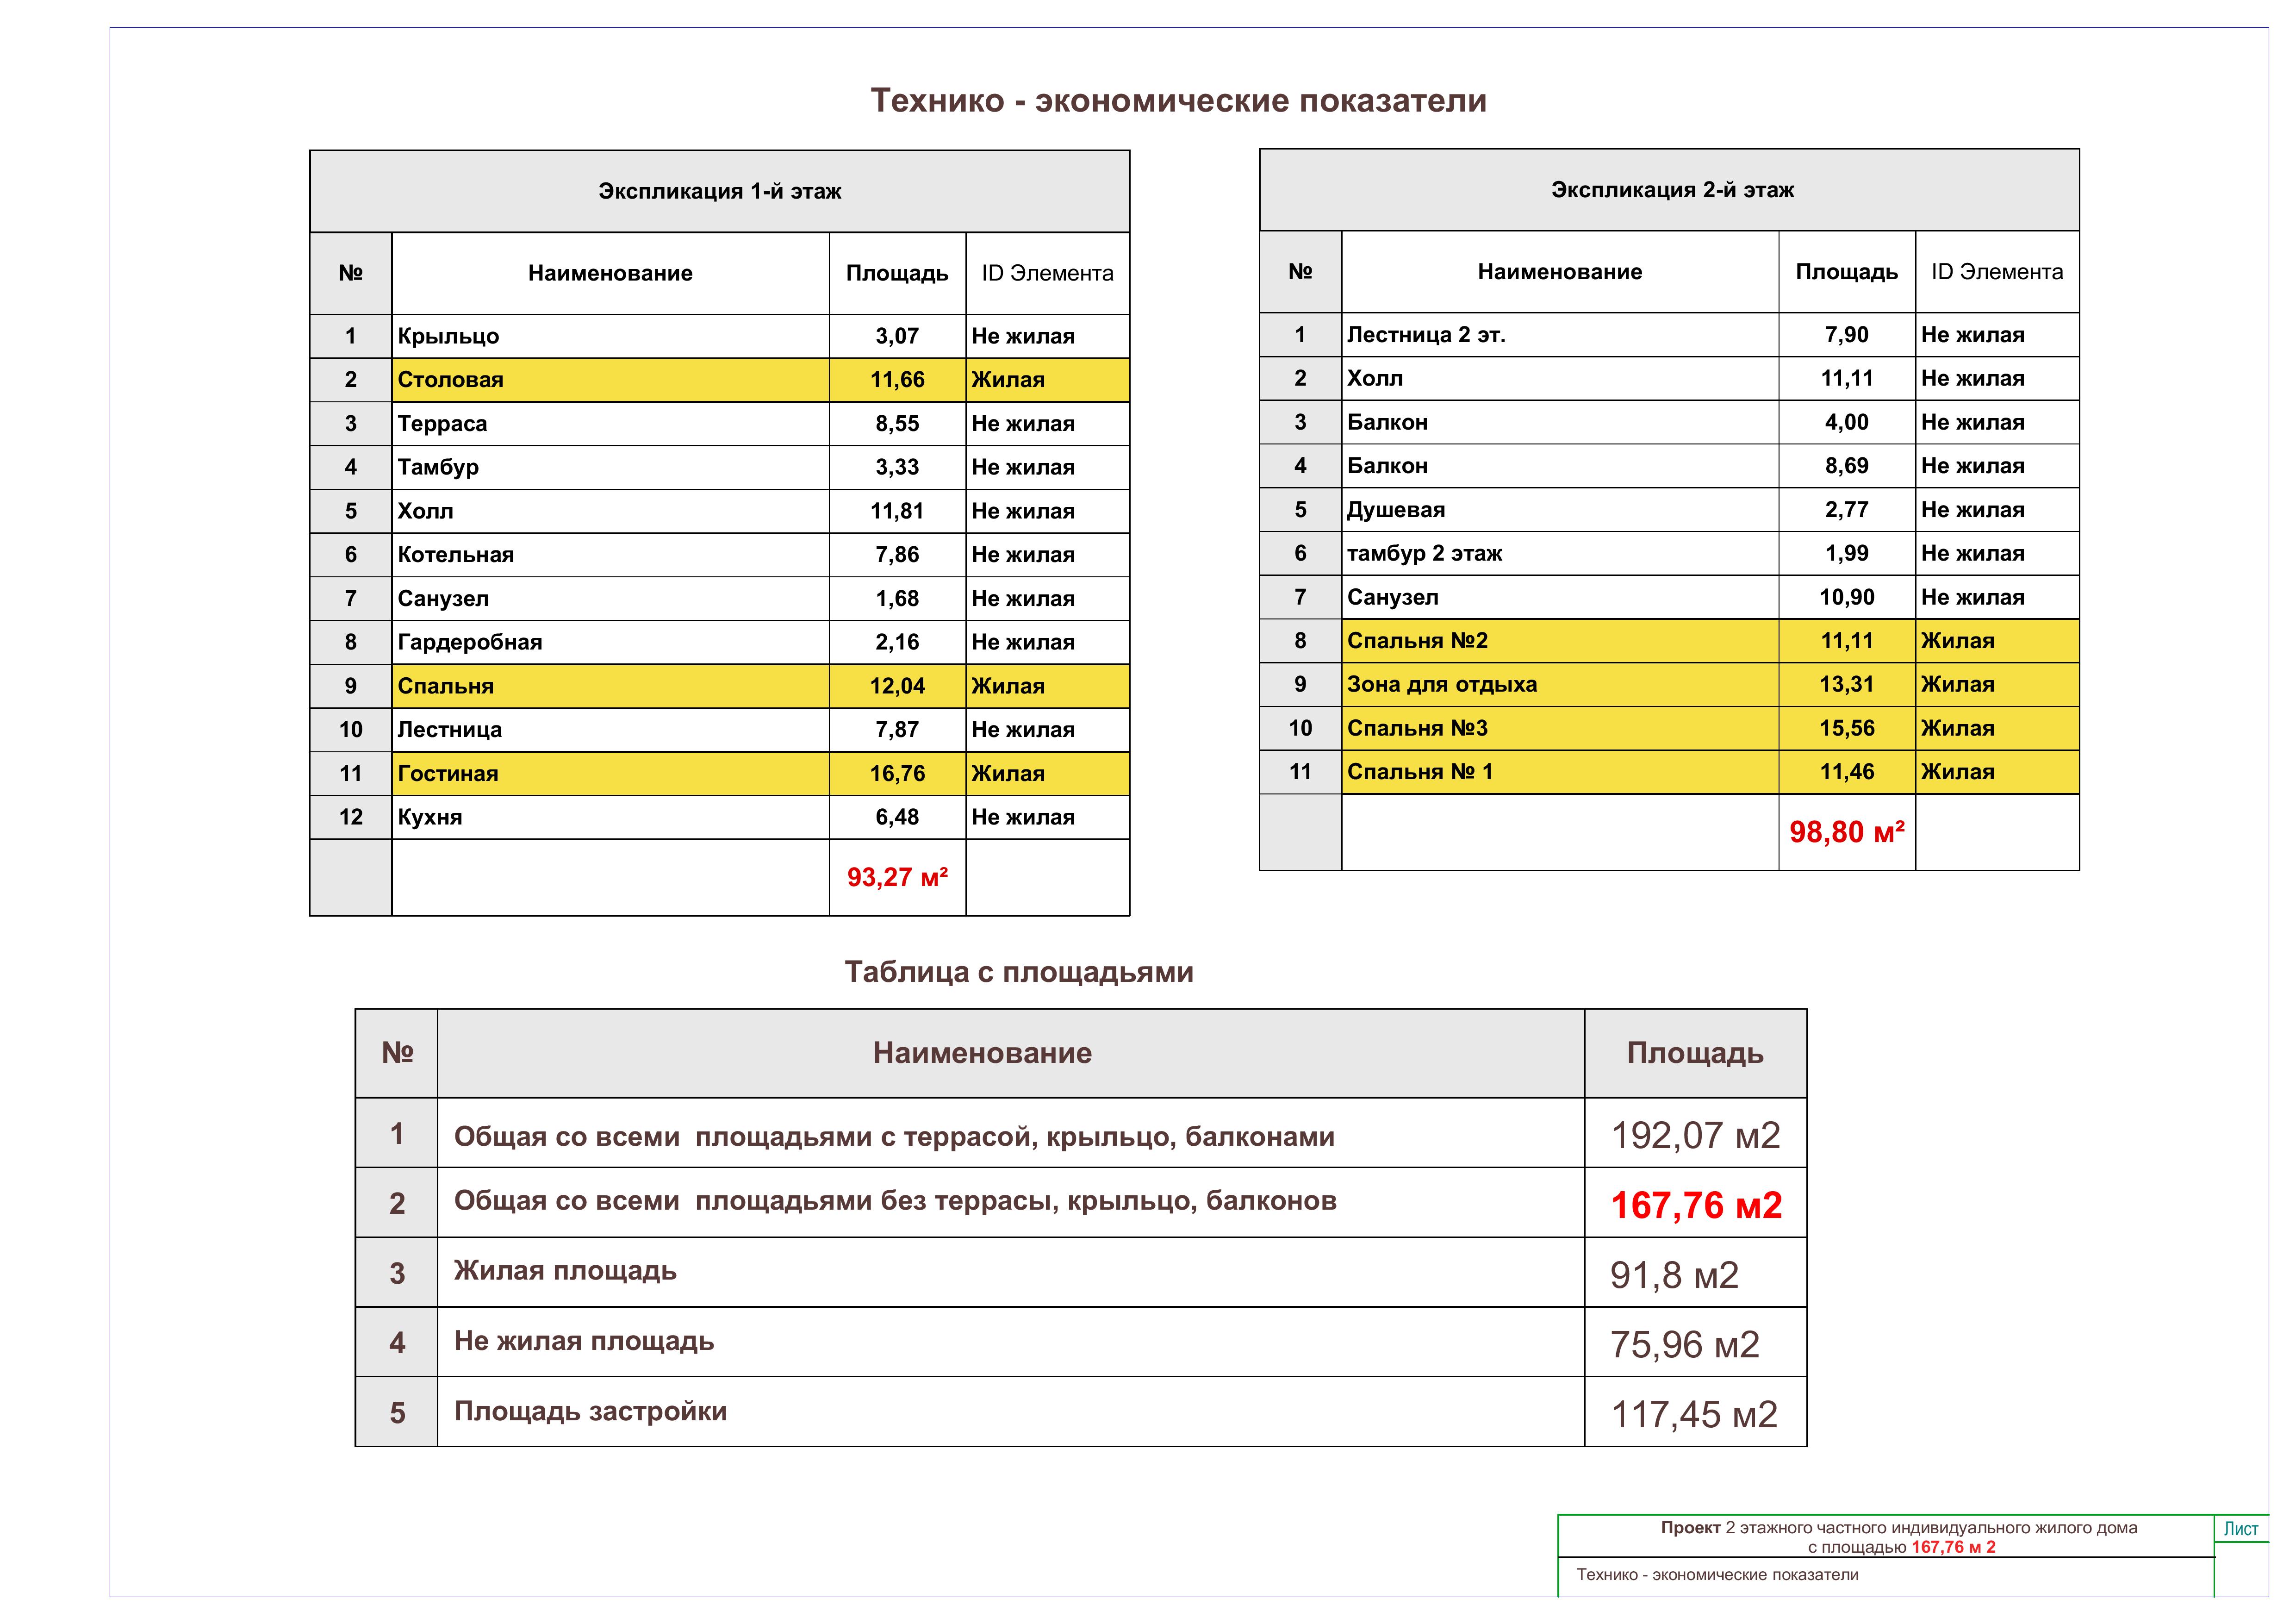 Технико - экономические показатели
Экспликация 1-й этаж
№ Наименование Площадь ID Элемента
1 Крыльцо 3,07 Не жилая
2 Столовая 11,66 Жилая
3 Терраса 8,55 Не жилая
4 Тамбур 3,33 Не жилая
5 Холл 11,81 Не жилая
6 Котельная 7,86 Не жилая
7 Санузел 1,68 Не жилая
8 Гардеробная 2,16 Не жилая
9 Спальня 12,04 Жилая
10 Лестница 7,87 Не жилая
11 Гостиная 16,76 Жилая
12 Кухня 6,48 Не жилая
93,27 м²
Экспликация 2-й этаж
№ Наименование Площадь ID Элемента
1 Лестница 2 эт. 7,90 Не жилая
2 Холл 11,11 Не жилая
3 Балкон 4,00 Не жилая
4 Балкон 8,69 Не жилая
5 Душевая 2,77 Не жилая
6 тамбур 2 этаж 1,99 Не жилая
7 Санузел 10,90 Не жилая
8 Спальня №2 11,11 Жилая
9 Зона для отдыха 13,31 Жилая
10 Спальня №3 15,56 Жилая
11 Спальня № 1 11,46 Жилая
98,80 м²
Таблица с площадьями
№ Наименование Площадь
1 Общая со всеми площадьями с террасой, крыльцо, балконами 192,07 м2
2 Общая со всеми площадьями без террасы, крыльцо, балконов 167,76 м2
3 Жилая площадь 91,8 м2
4 Не жилая площадь 75,96 м2
5 Площадь застройки 117,45 м2
Проект 2 этажного частного индивидуального жилого дома
с площадью 167,76 м 2
Лист
Технико - экономические показатели